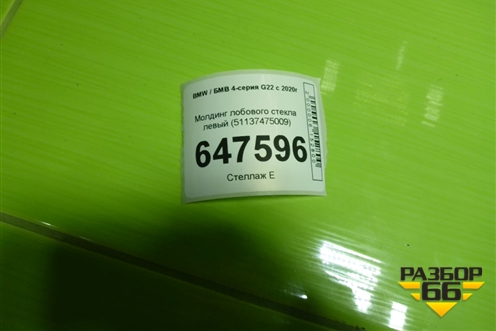 BMW / БМВ 4-серия G22 с 2020г
Молдинг лобового стекла
левый (51137475009)
647596
Стеллаж Е
РАЗБОР
66